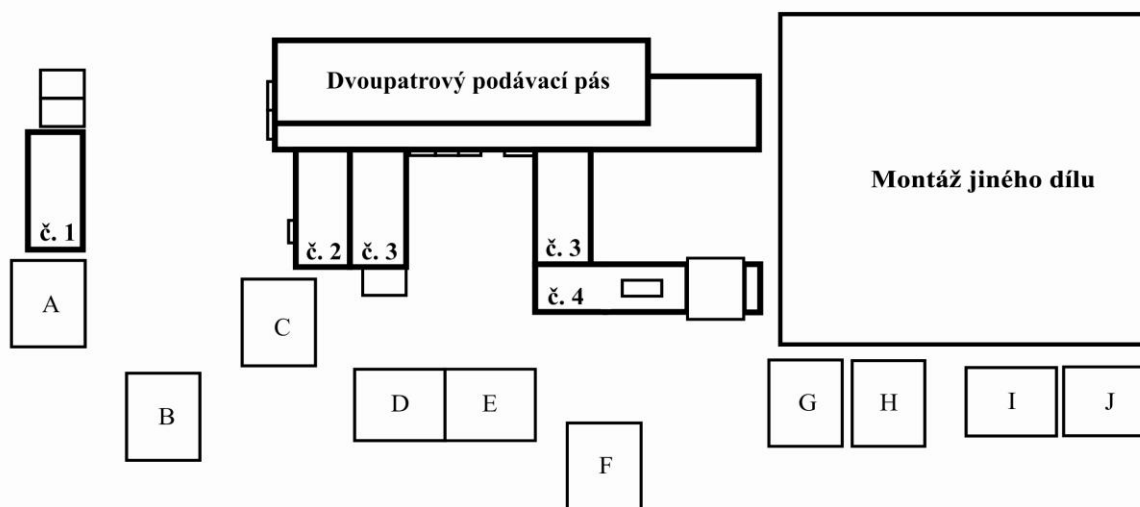 Dvoupatrový podávací pás
Montáž jiného dílu
č. 1
č. 2
č. 3
č. 3
č. 4
A
B
C
D
E
F
G
H
I
J